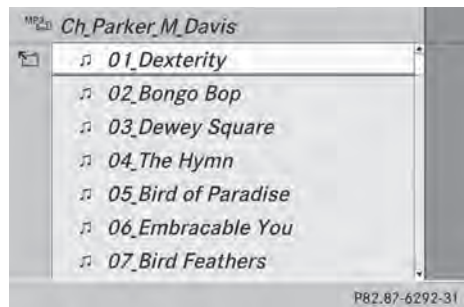 MP3 Ch_Parker_M_Davis
01_Dexterity
02_Bongo Bop
03_Dewey Square
04_The Hymn
05_Bird of Paradise
06_Embracable You
07_Bird Feathers
P82.87-6292-31